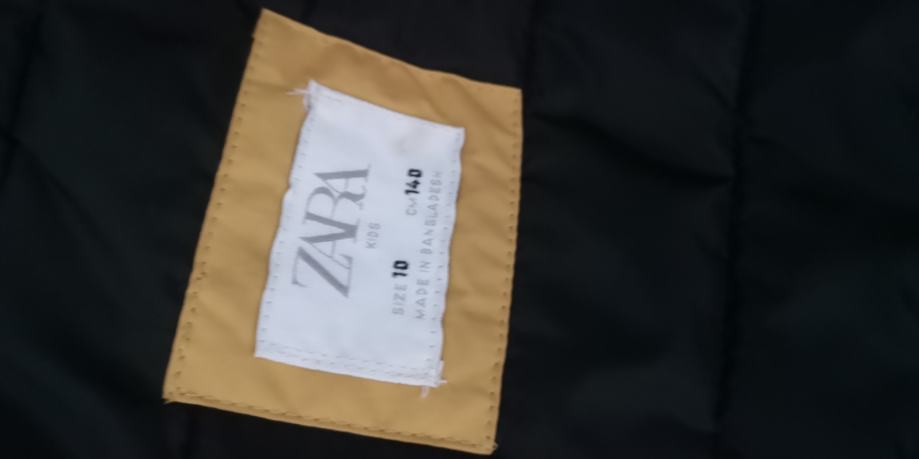 ZARA
KIDS
SIZE 10 CM 140
MADE IN BANGLADESH